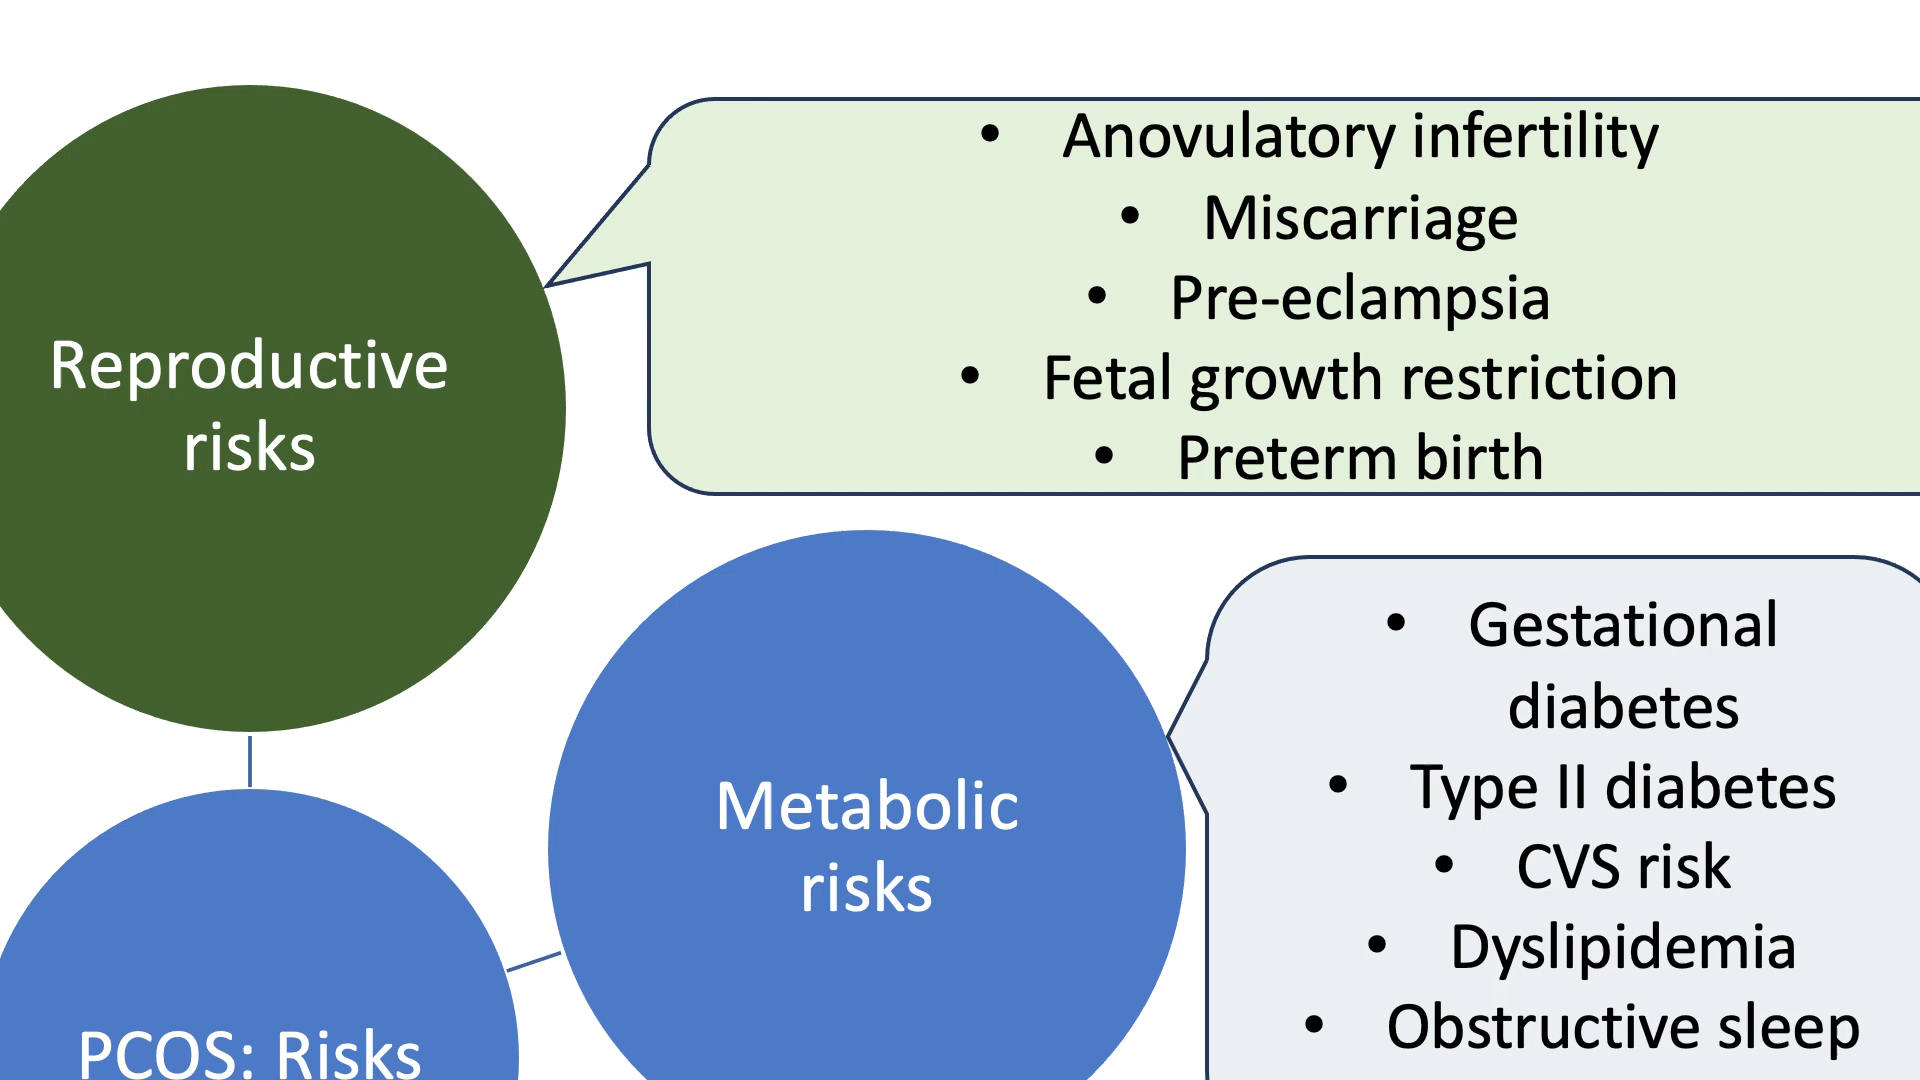 Reproductive
risks
• Anovulatory infertility
• Miscarriage
• Pre-eclampsia
• Fetal growth restriction
• Preterm birth
Metabolic
risks
• Gestational
diabetes
• Type II diabetes
• CVS risk
• Dyslipidemia
• Obstructive sleep
PCOS: Risks